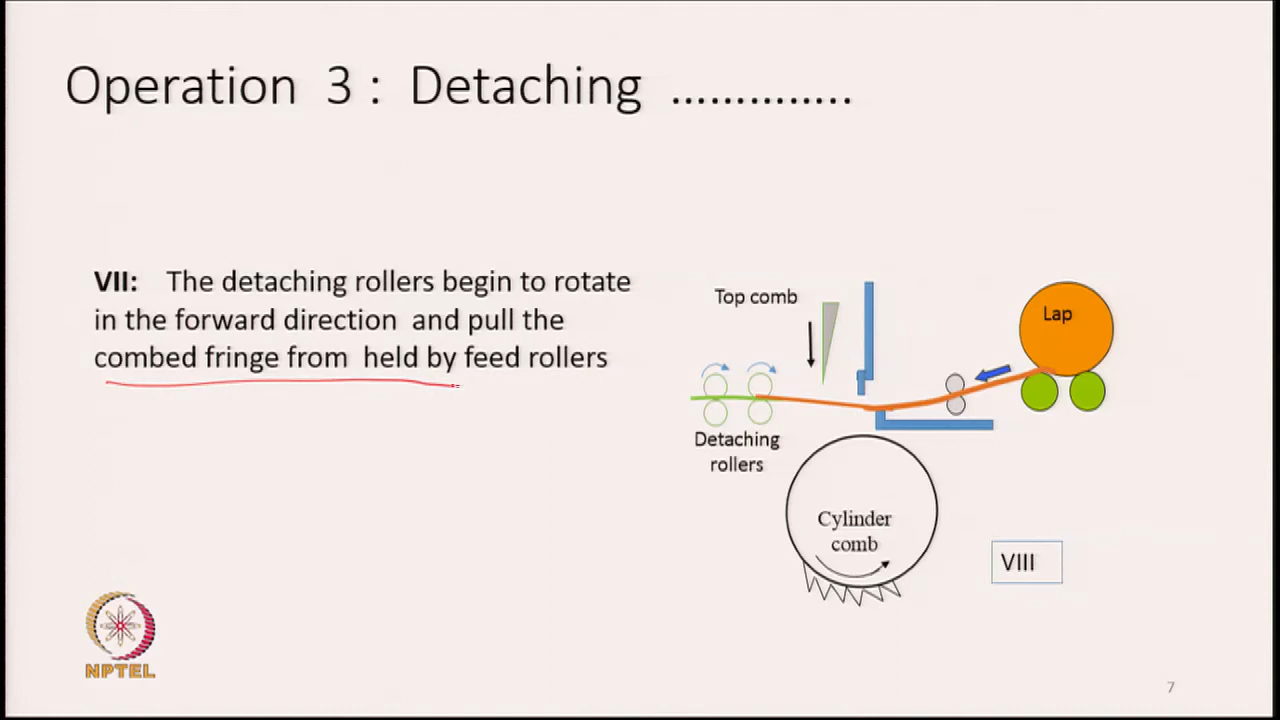 Operation 3 : Detaching …………..
VII: The detaching rollers begin to rotate
in the forward direction and pull the
combed fringe from held by feed rollers
Top comb
Lap
Detaching
rollers
Cylinder
comb
VIII
NPTEL
7